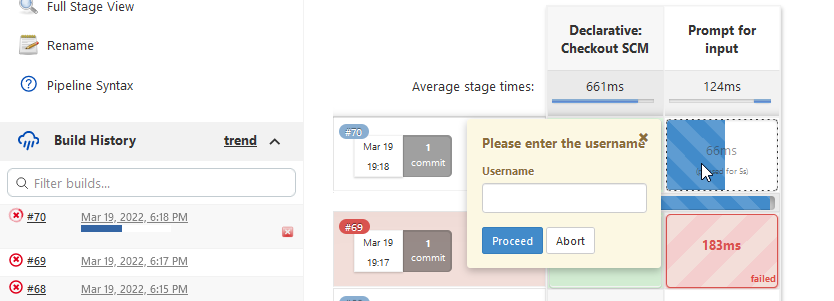 Full Stage View
Rename
Pipeline Syntax
Build History
trend
Filter builds...
#70
Mar 19, 2022, 6:18 PM
#69
Mar 19, 2022, 6:17 PM
#68
Mar 19, 2022, 6:15 PM
Declarative:
Checkout SCM
Prompt for
input
Average stage times:
661ms
124ms
#70
Mar 19
19:18
1
commit
Please enter the username
Username
Proceed
Abort
66ms
for 5s)
#69
Mar 19
19:17
1
commit
183ms
failed